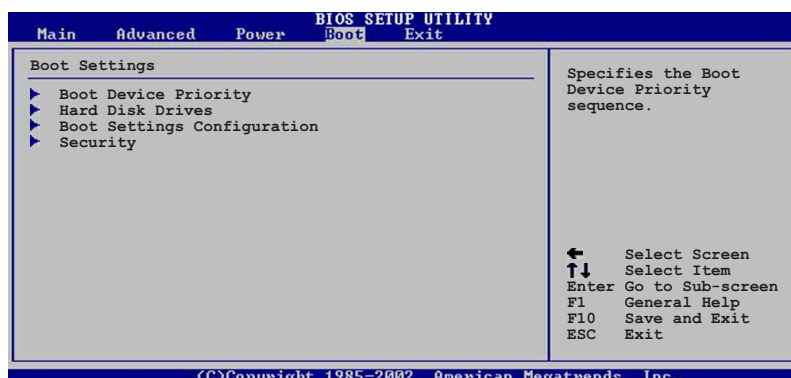 BIOS SETUP UTILITY
Main Advanced Power Boot Exit
Boot Settings
Boot Device Priority
Hard Disk Drives
Boot Settings Configuration
Security
Specifies the Boot
Device Priority
sequence.
← Select Screen
↑↓ Select Item
Enter Go to Sub-screen
F1 General Help
F10 Save and Exit
ESC Exit
(C)Copyright 1985-2002, American Megatrends, Inc.